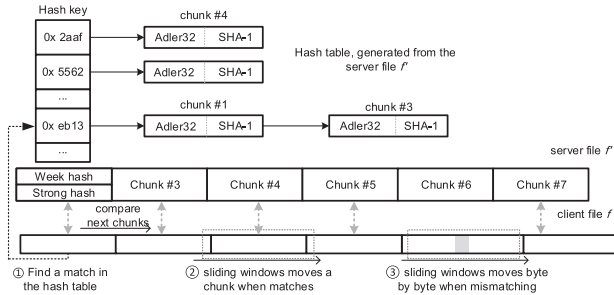 Hash key
chunk #4
0x 2aaf
Adler32
SHA-1
0x 5562
Adler32
SHA-1
Hash table, generated from the
server file f'
...
chunk #1
chunk #3
0x eb13
Adler32
SHA-1
Adler32
SHA-1
...
server file f'
Week hash
Strong hash
Chunk #3
Chunk #4
Chunk #5
Chunk #6
Chunk #7
compare
next chunks
client file f
① Find a match in
the hash table
② sliding windows moves a
chunk when matches
③ sliding windows moves byte
by byte when mismatching